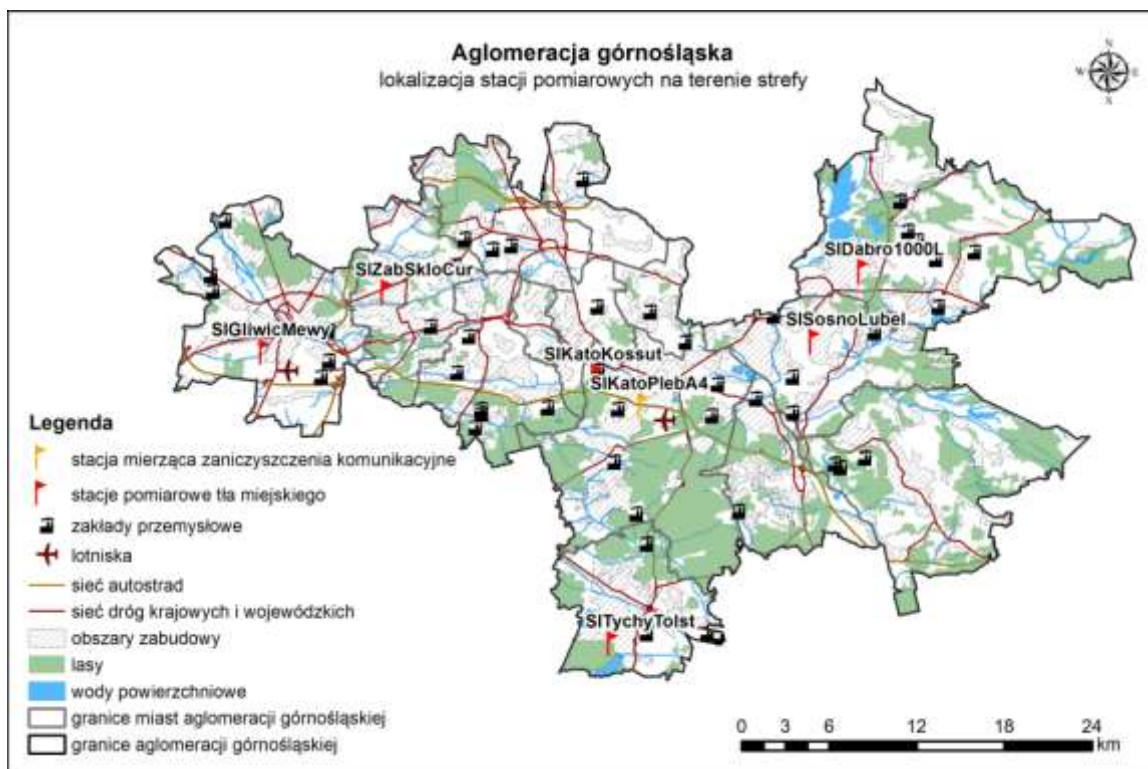 Aglomeracja górnośląska
lokalizacja stacji pomiarowych na terenie strefy
N
W E
S
SlDabro1000L
SlZabSkloCur
SlSosnoLubel
SlGliwicMewy
SlKatoKossut
SlKatoPlebA4
SlTychyTolst
Legenda
stacja mierząca zaniczyszczenia komunikacyjne
stacje pomiarowe tła miejskiego
zakłady przemysłowe
lotniska
sieć autostrad
sieć dróg krajowych i wojewódzkich
obszary zabudowy
lasy
wody powierzchniowe
granice miast aglomeracji górnośląskiej
granice aglomeracji górnośląskiej
0 3 6 12 18 24
km